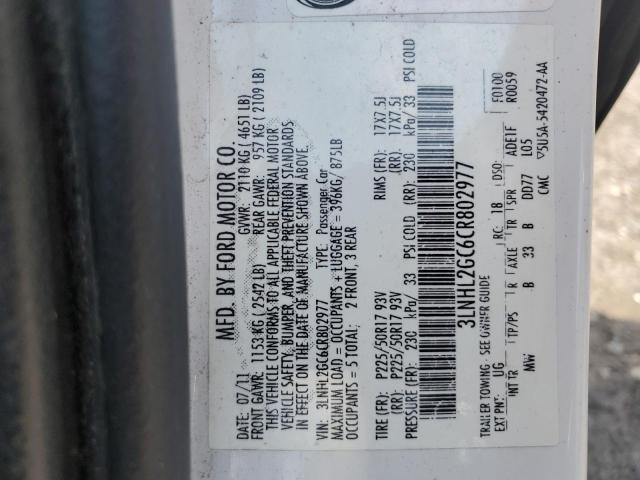 MFD. BY FORD MOTOR CO.
DATE: 07/11 GVWR: 2110 KG ( 4651 LB)
FRONT GAWR: 1153 KG ( 2542 LB) REAR GAWR: 957 KG ( 2109 LB)
THIS VEHICLE CONFORMS TO ALL APPLICABLE FEDERAL MOTOR
VEHICLE SAFETY, BUMPER, AND THEFT PREVENTION STANDARDS
IN EFFECT ON THE DATE OF MANUFACTURE SHOWN ABOVE.
VIN: 3LNHL2GC6CR802977 TYPE: Passenger Car
MAXIMUM LOAD = OCCUPANTS + LUGGAGE = 396KG/ 875LB
OCCUPANTS = 5 TOTAL: 2 FRONT, 3 REAR
TIRE (FR): P225/50R17 93V RIMS (FR): 17X7.5J
(RR): P225/50R17 93V (RR): 17X7.5J
PRESSURE (FR): 230 kPa/ 33 PSI COLD (RR): 230 kPa/ 33 PSI COLD
3LNHL2GC6CR802977
TRAILER TOWING - SEE OWNER GUIDE
EXT PNT: UG RC: 18 DSO: F0100
R0059
INT TR TP/PS R AXLE TR SPR ADE1F
MW B 33 B DD77 L05
CMC ▽5U5A-5420472-AA